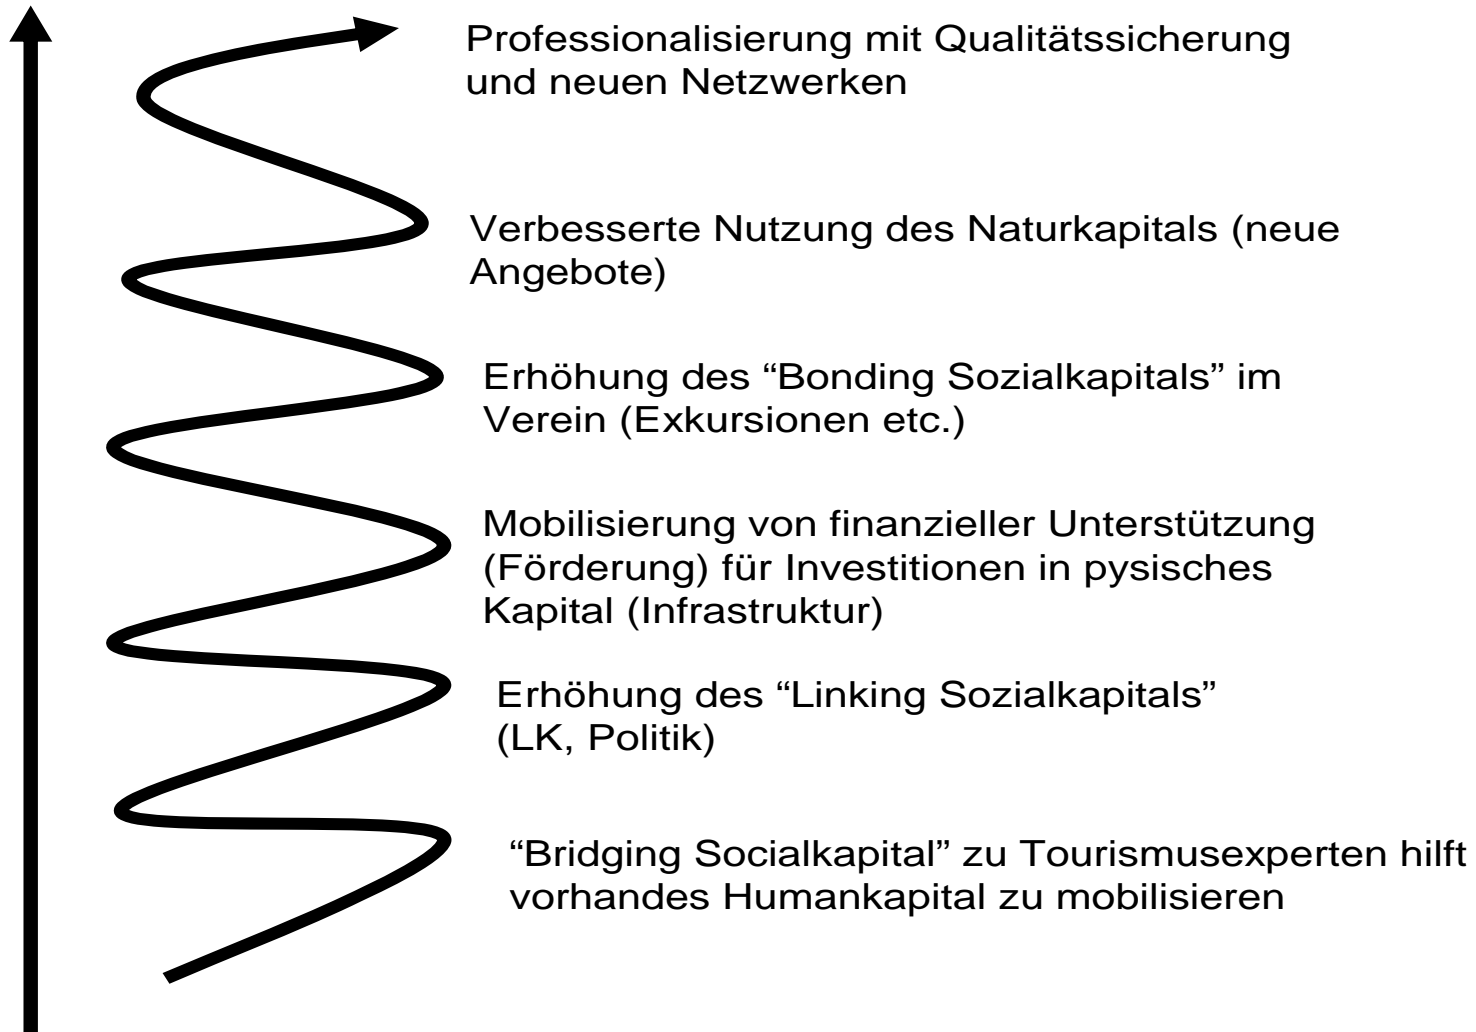 Professionalisierung mit Qualitätssicherung
und neuen Netzwerken
Verbesserte Nutzung des Naturkapitals (neue
Angebote)
Erhöhung des “Bonding Sozialkapitals” im
Verein (Exkursionen etc.)
Mobilisierung von finanzieller Unterstützung
(Förderung) für Investitionen in pysisches
Kapital (Infrastruktur)
Erhöhung des “Linking Sozialkapitals”
(LK, Politik)
“Bridging Socialkapital” zu Tourismusexperten hilft
vorhandes Humankapital zu mobilisieren